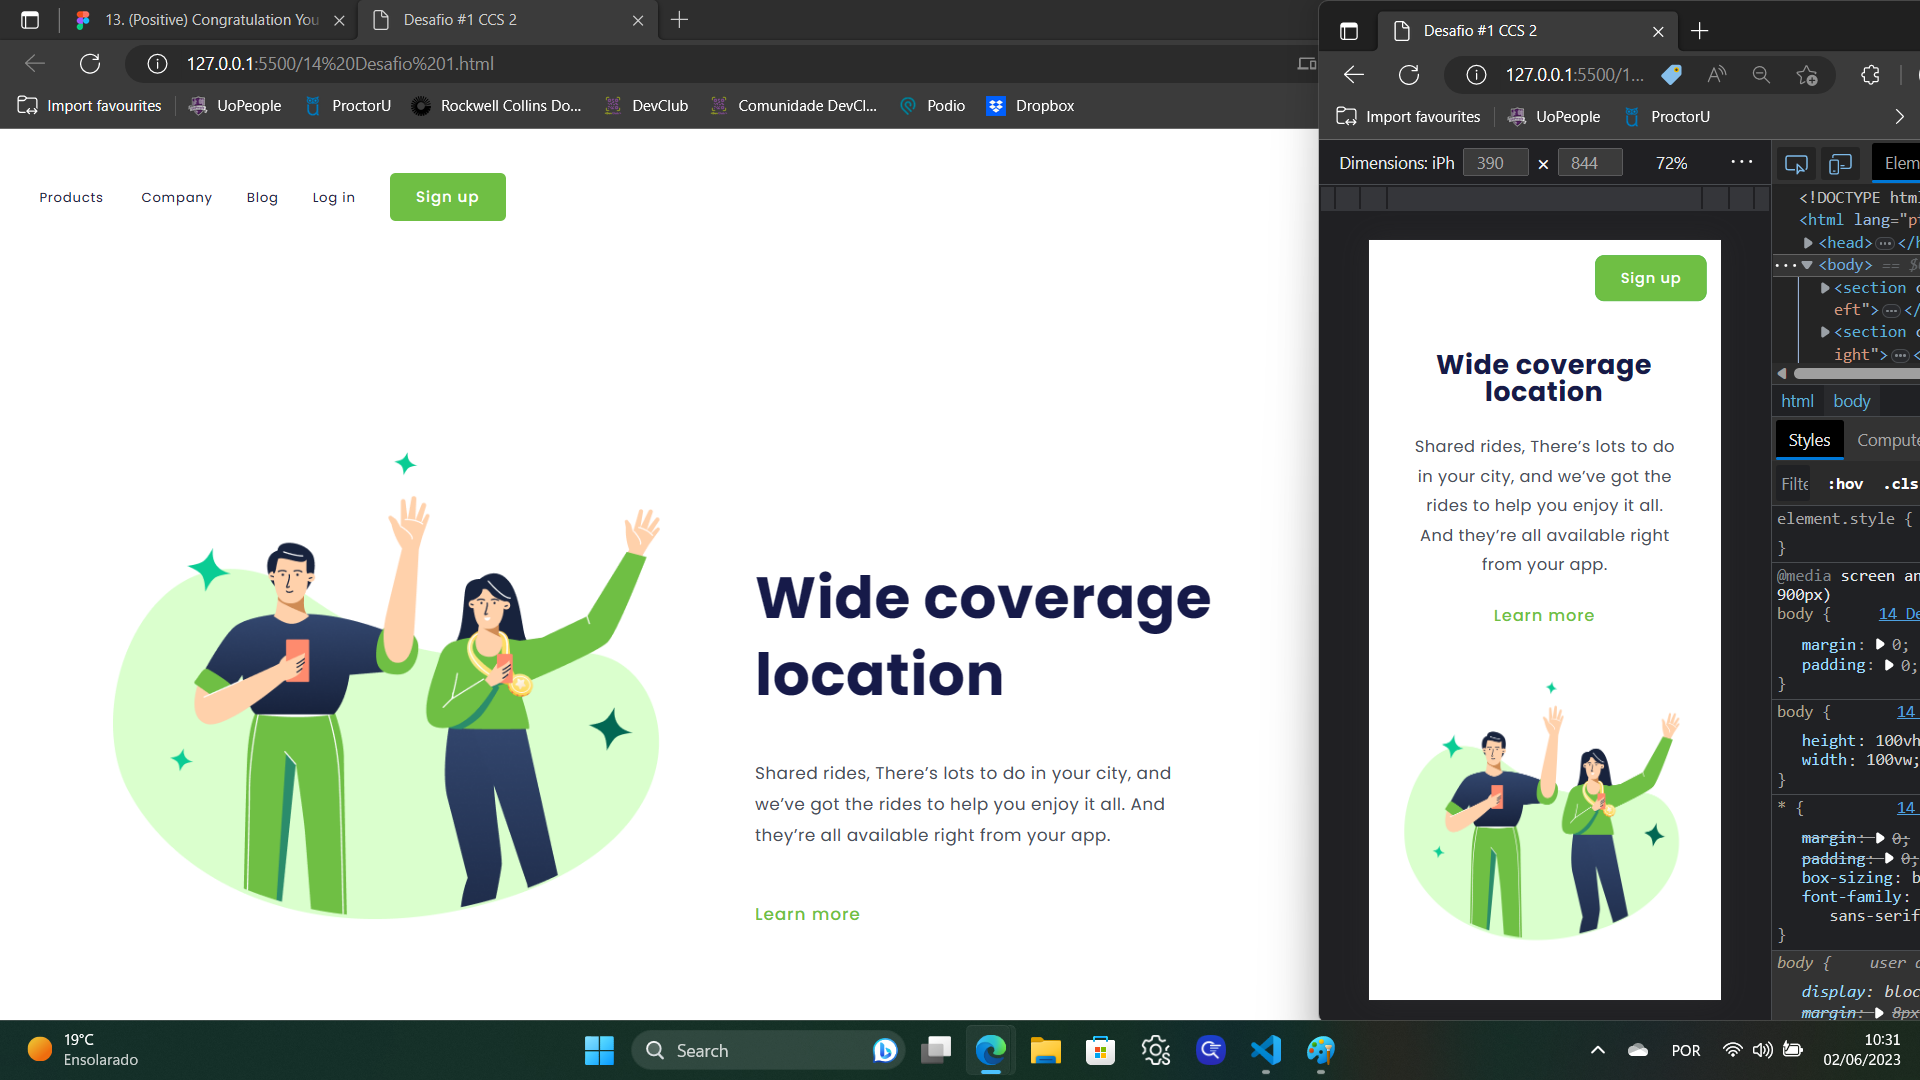 13. (Positive) Congratulation You
Desafio #1 CCS 2
127.0.0.1:5500/14%20Desafio%201.html
Import favourites
UoPeople
ProctorU
Rockwell Collins Do...
DevClub
Comunidade DevCl...
Podio
Dropbox
Products
Company
Blog
Log in
Sign up
Wide coverage
location
Shared rides, There’s lots to do in your city, and
we’ve got the rides to help you enjoy it all. And
they’re all available right from your app.
Learn more
Desafio #1 CCS 2
127.0.0.1:5500/1...
Import favourites
UoPeople
ProctorU
Dimensions: iPh 390 × 844 72%
Sign up
Wide coverage
location
Shared rides, There’s lots to do
in your city, and we’ve got the
rides to help you enjoy it all.
And they’re all available right
from your app.
Learn more
Elem
<!DOCTYPE html
<html lang="pt
<head>
<body> == $0
<section c
eft">
<section c
ight">
html body
Styles Compute
Filte :hov .cls
element.style {
}
@media screen an
900px)
body { 14 De
margin: 0;
padding: 0;
}
body { 14
height: 100vh
width: 100vw;
}
* { 14
margin: 0;
padding: 0;
box-sizing: b
font-family:
sans-serif
}
body { user a
display: bloc
margin: 8px
19°C
Ensolarado
Search
POR
10:31
02/06/2023